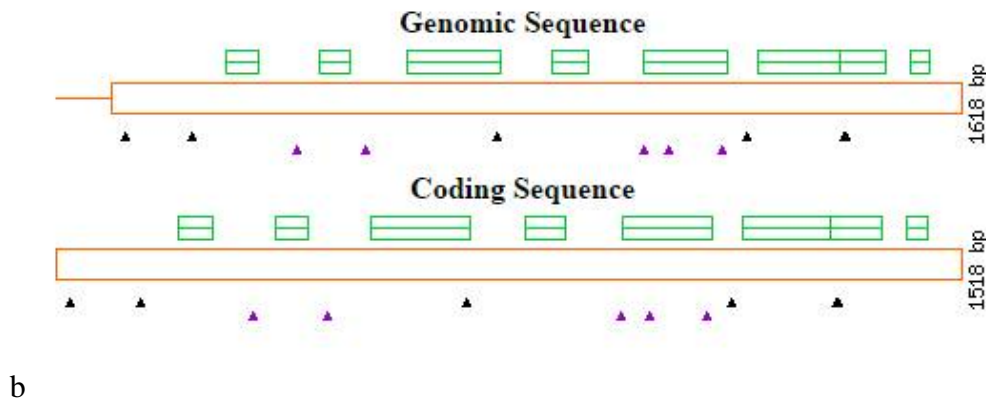 Genomic Sequence
1618 bp
Coding Sequence
1518 bp
b